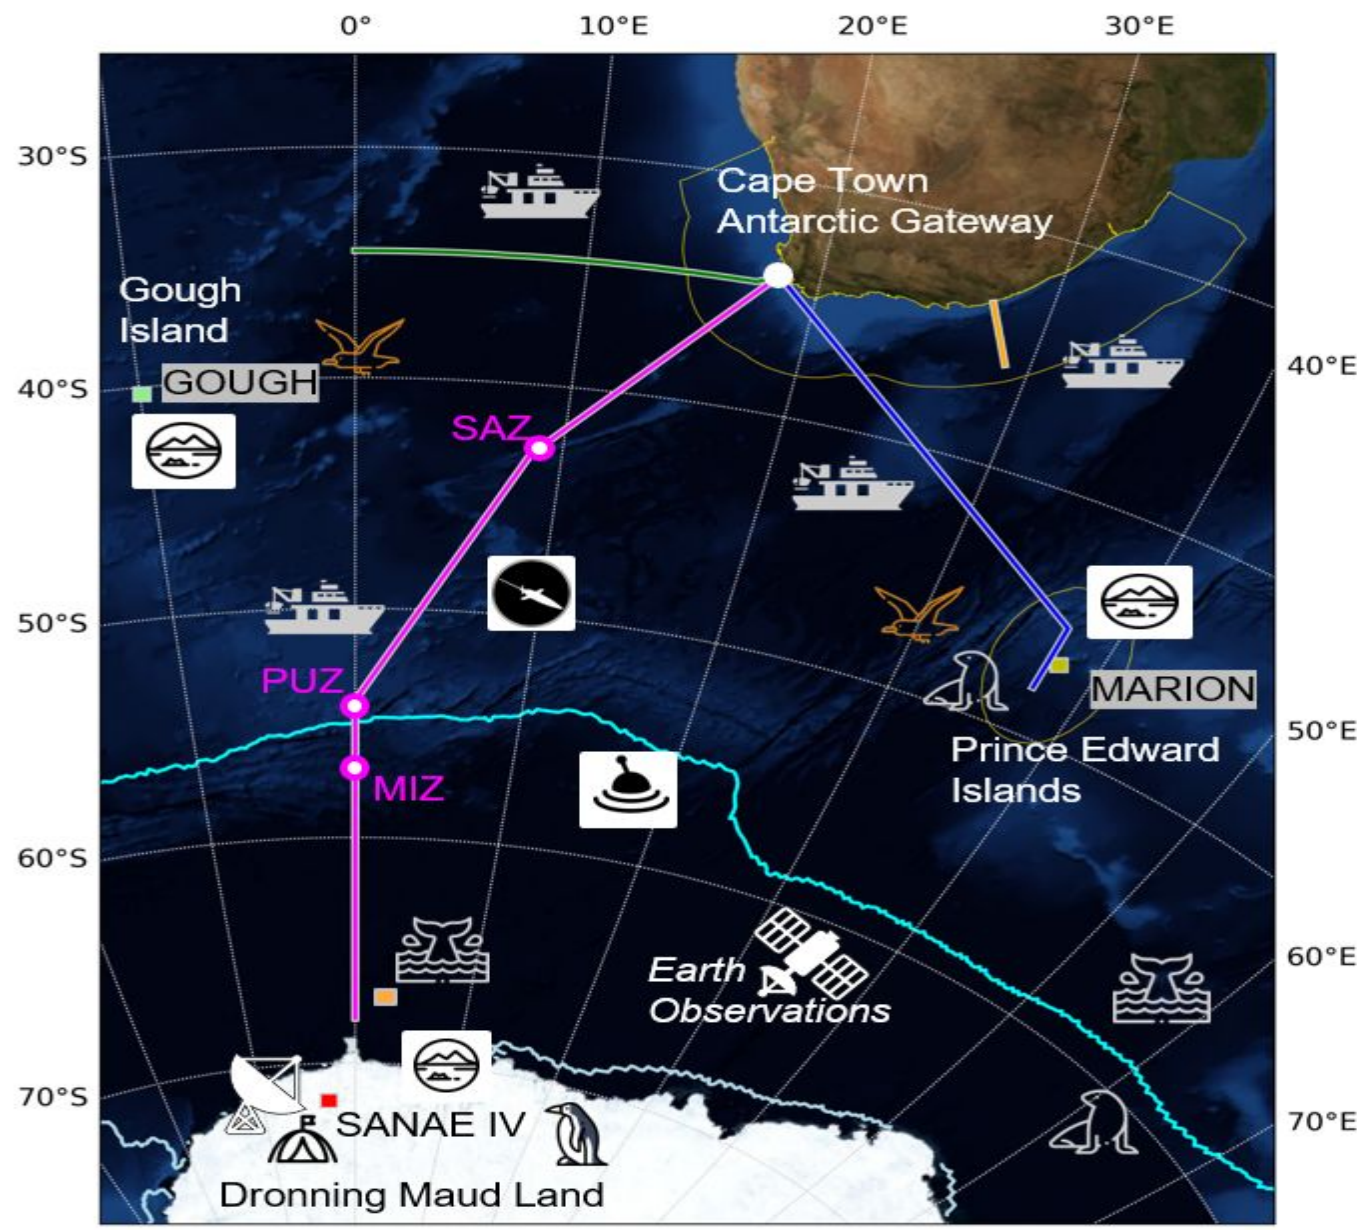 0°
10°E
20°E
30°E
30°S
Cape Town
Antarctic Gateway
Gough
Island
40°E
40°S
GOUGH
SAZ
50°S
PUZ
MARION
50°E
Prince Edward
Islands
MIZ
60°S
60°E
Earth
Observations
70°S
SANAE IV
70°E
Dronning Maud Land